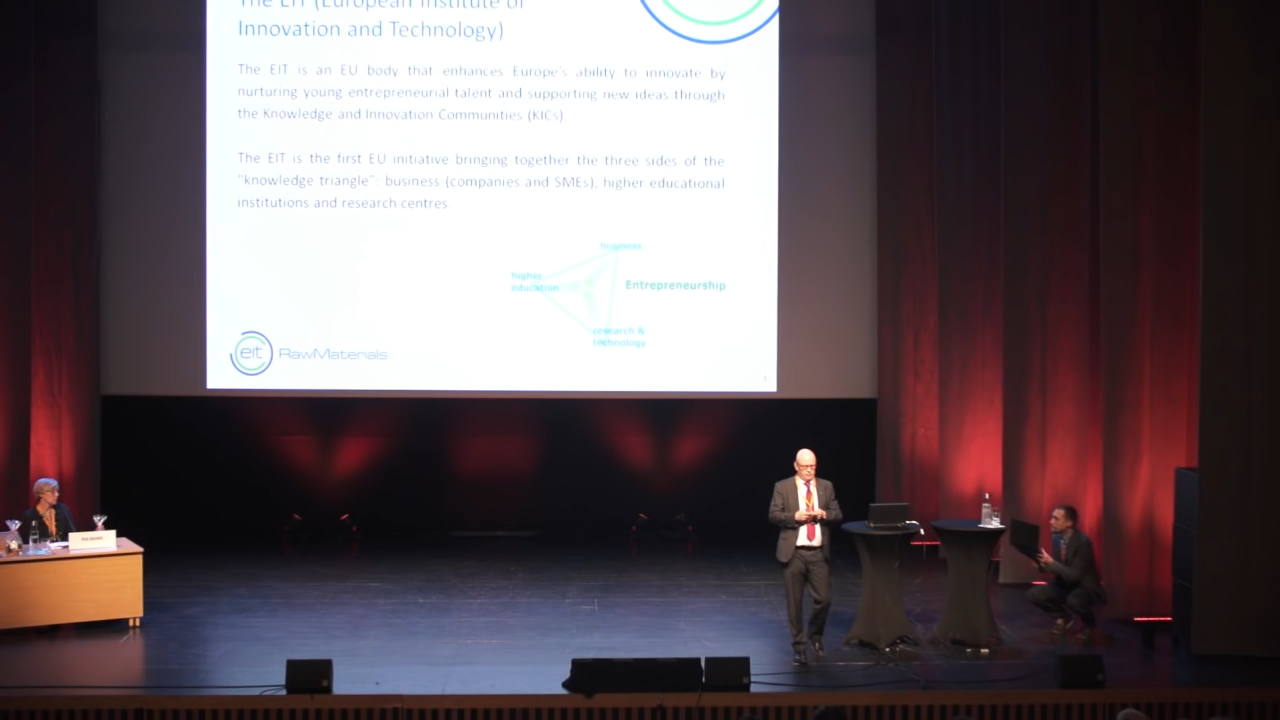 The EIT (European Institute of
Innovation and Technology)
The EIT is an EU body that enhances Europe's ability to innovate by
nurturing young entrepreneurial talent and supporting new ideas through
the Knowledge and Innovation Communities (KICs)
The EIT is the first EU initiative bringing together the three sides of the
"knowledge triangle": business (companies and SMEs), higher educational
institutions and research centres.
Business
higher
education
Entrepreneurship
research &
technology
eit RawMaterials